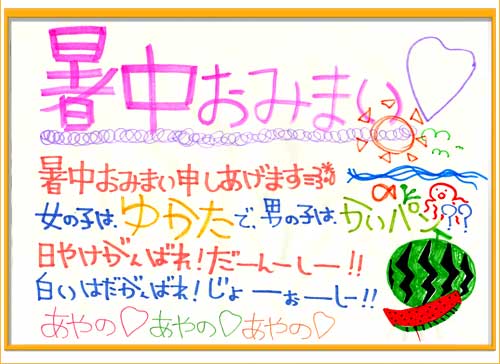 暑中おみまい
暑中おみまい申しあげます
女の子は、ゆかたで、男の子は、かいパン??
日やけがんばれ!だーんーしー!!
白いはだがんばれ!じょーぉーしー!!
あやの♡あやの♡あやの♡